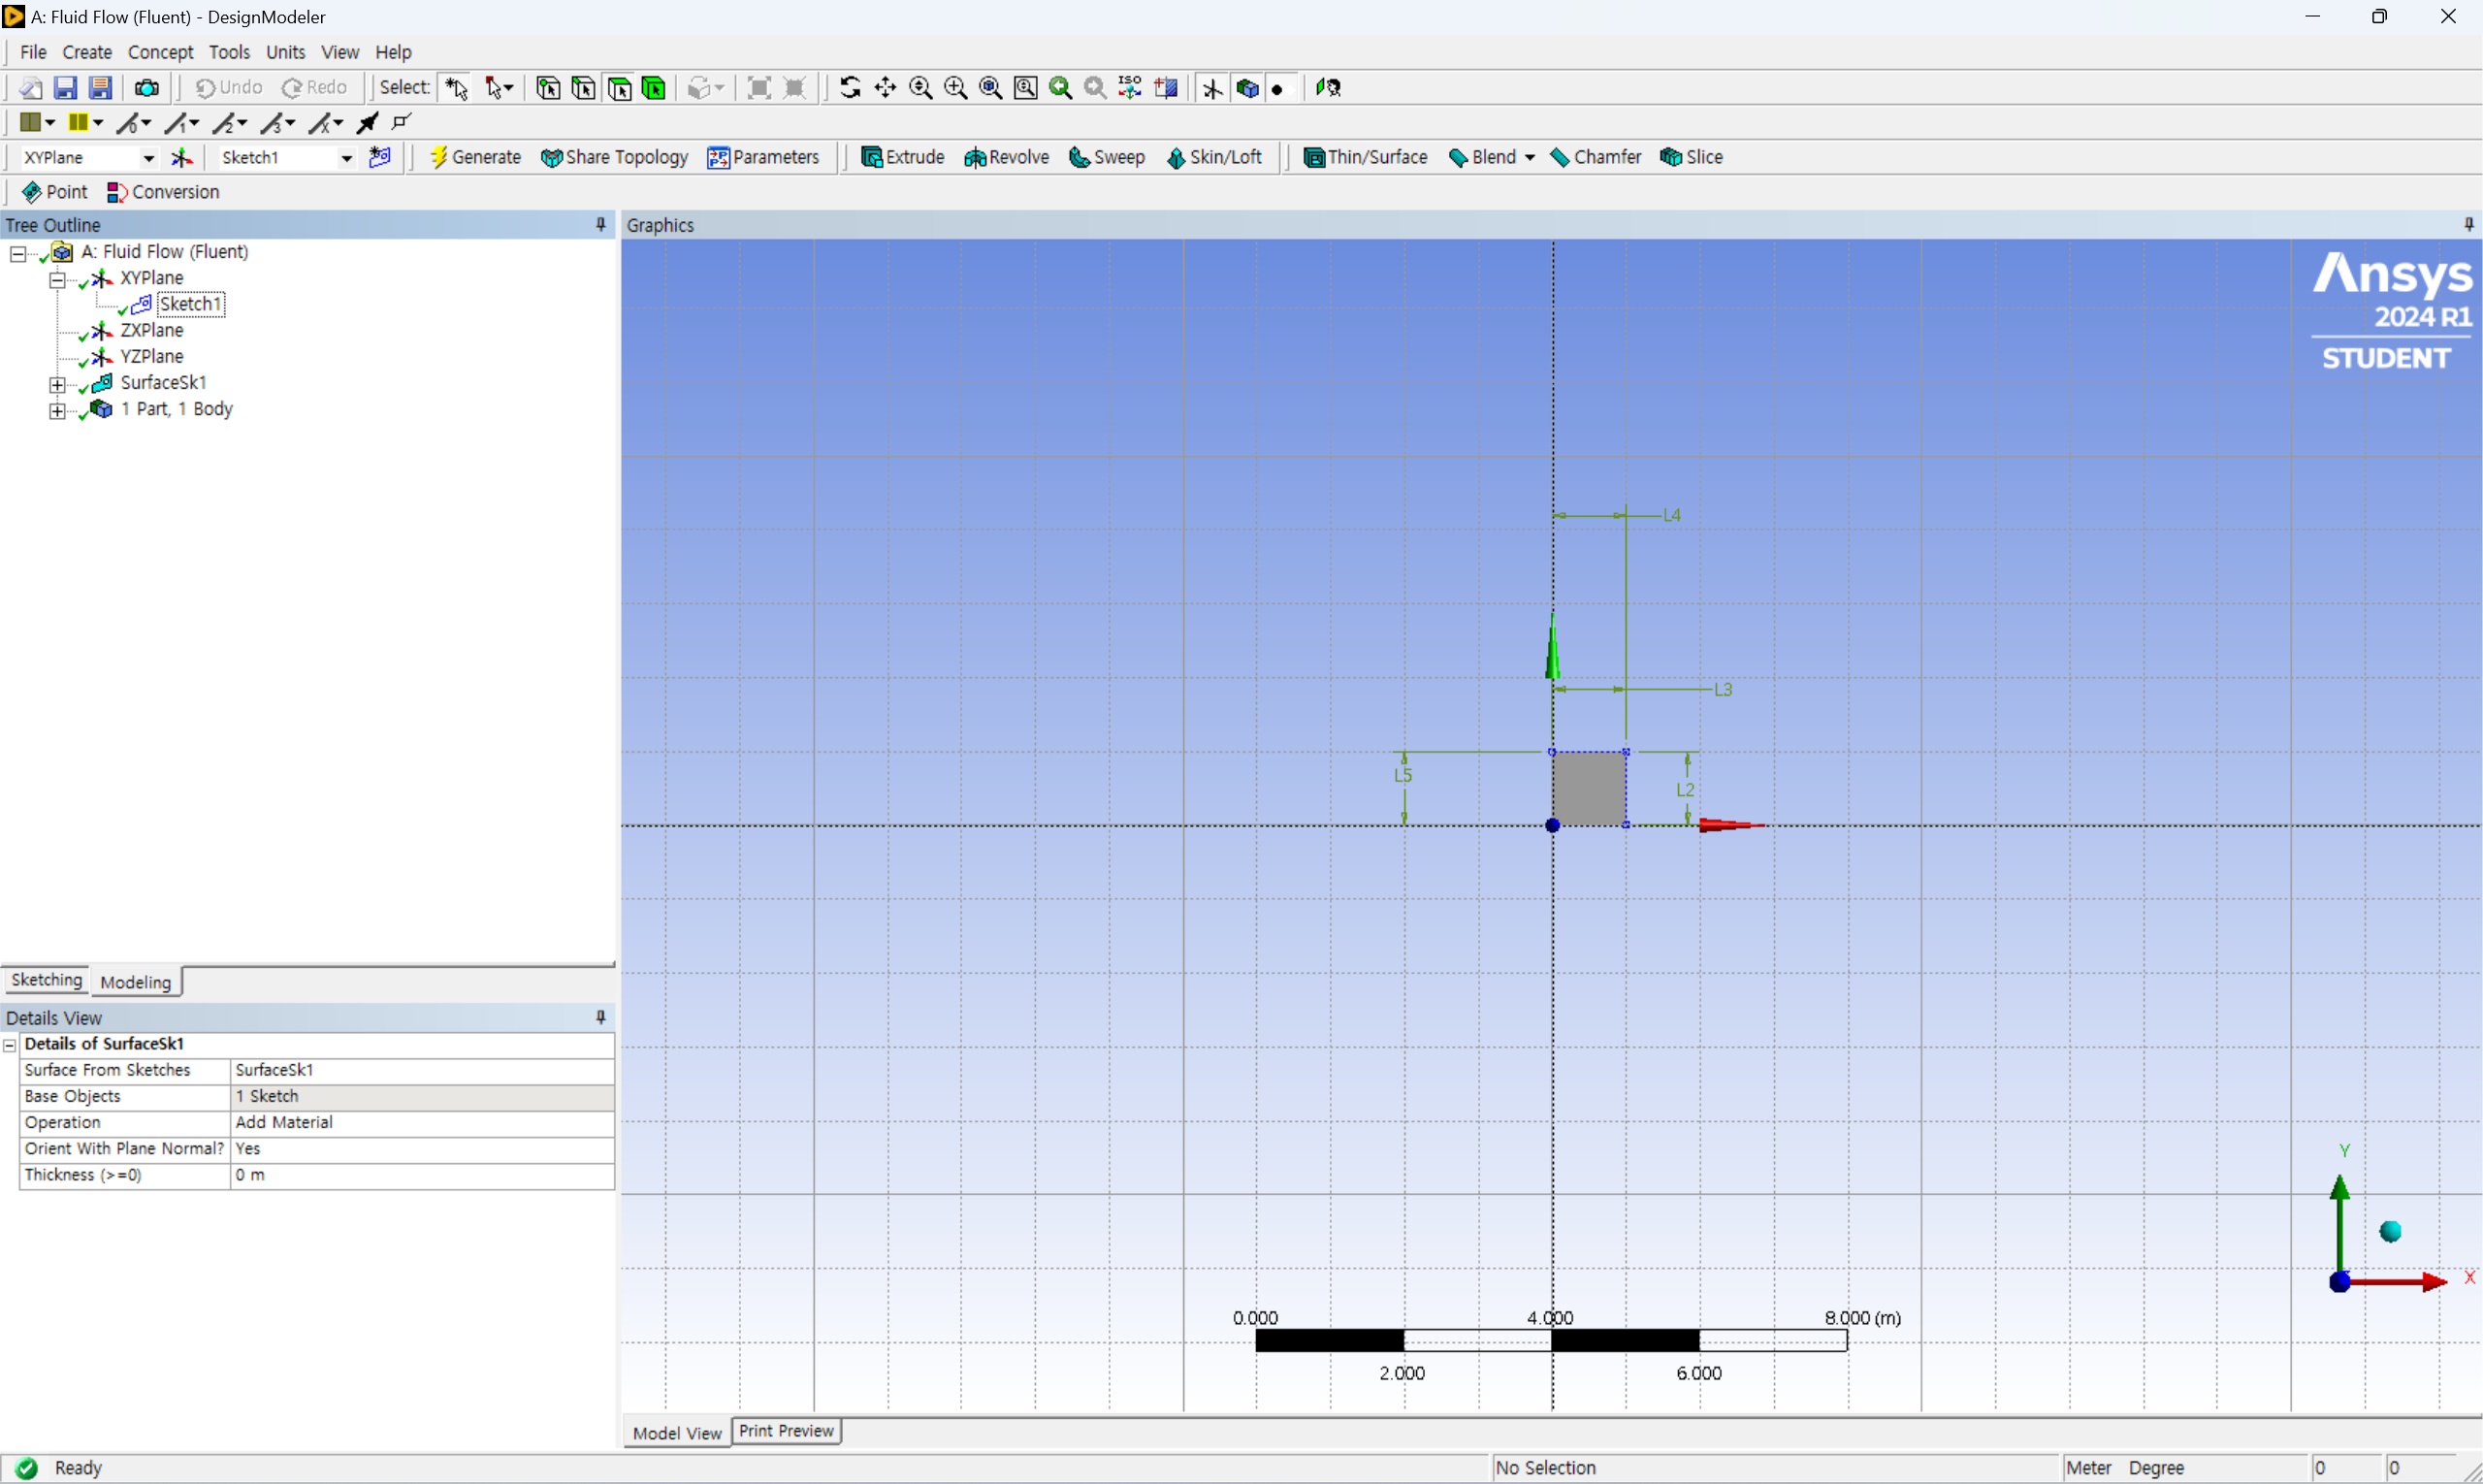 A: Fluid Flow (Fluent) - DesignModeler
File Create Concept Tools Units View Help
Undo Redo Select: ISO
0 1 2 3 x
XYPlane Sketch1 Generate Share Topology Parameters Extrude Revolve Sweep Skin/Loft Thin/Surface Blend Chamfer Slice
Point Conversion
Tree Outline
A: Fluid Flow (Fluent)
XYPlane
Sketch1
ZXPlane
YZPlane
SurfaceSk1
1 Part, 1 Body
Sketching Modeling
Details View
Details of SurfaceSk1
Surface From Sketches SurfaceSk1
Base Objects 1 Sketch
Operation Add Material
Orient With Plane Normal? Yes
Thickness (>=0) 0 m
Graphics
Ansys
2024 R1
STUDENT
L4
L3
L5
L2
Y
X
0.000 4.000 8.000 (m)
2.000 6.000
Model View Print Preview
Ready No Selection Meter Degree 0 0